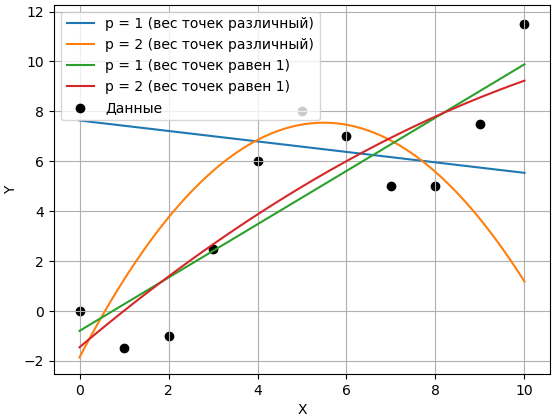 p = 1 (вес точек различный)
p = 2 (вес точек различный)
p = 1 (вес точек равен 1)
p = 2 (вес точек равен 1)
Данные
12
10
8
6
4
2
0
−2
Y
0 2 4 6 8 10
X